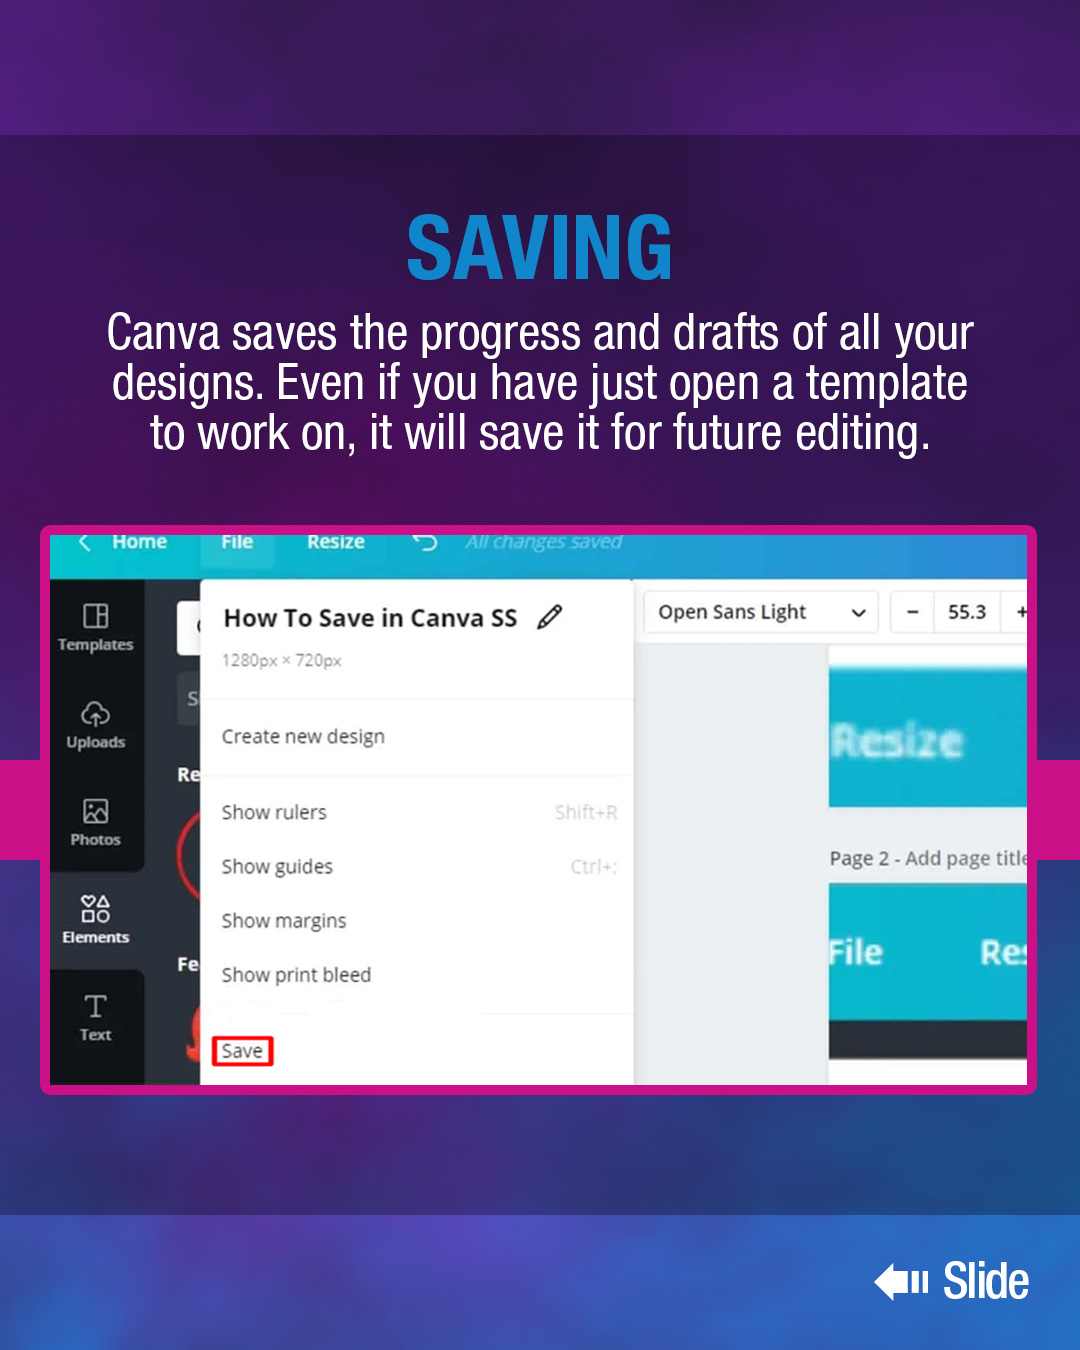 SAVING
Canva saves the progress and drafts of all your
designs. Even if you have just open a template
to work on, it will save it for future editing.
Home File Resize All changes saved
How To Save in Canva SS
1280px × 720px
Create new design
Show rulers Shift+R
Show guides Ctrl+;
Show margins
Show print bleed
Save
Templates
Uploads
Photos
Elements
Text
S
Re
Fe
Open Sans Light − 55.3 +
Resize
Page 2 - Add page title
File Res
Slide